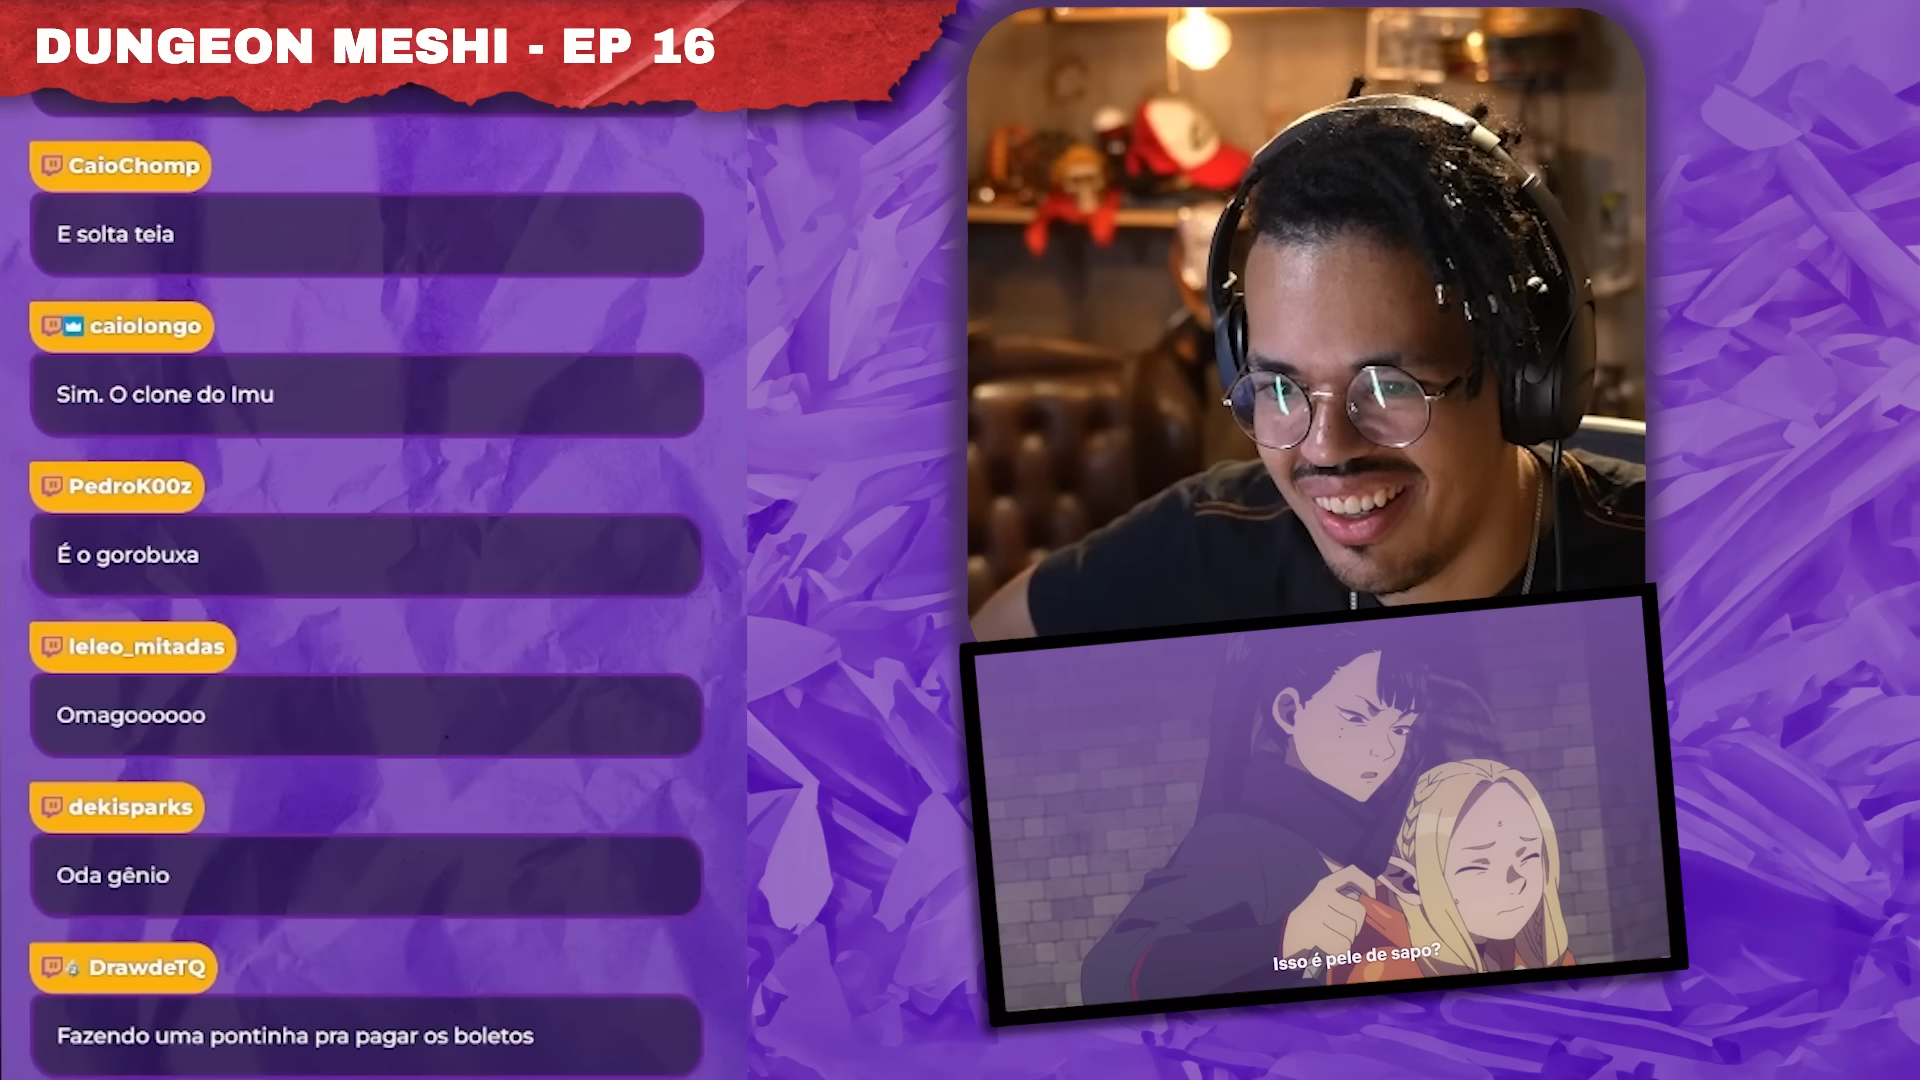 DUNGEON MESHI - EP 16
CaioChomp
E solta teia
caiolongo
Sim. O clone do Imu
PedroK00z
É o gorobuxa
leleo_mitadas
Omagoooooo
dekisparks
Oda gênio
DrawdeTQ
Fazendo uma pontinha pra pagar os boletos
Isso é pele de sapo?